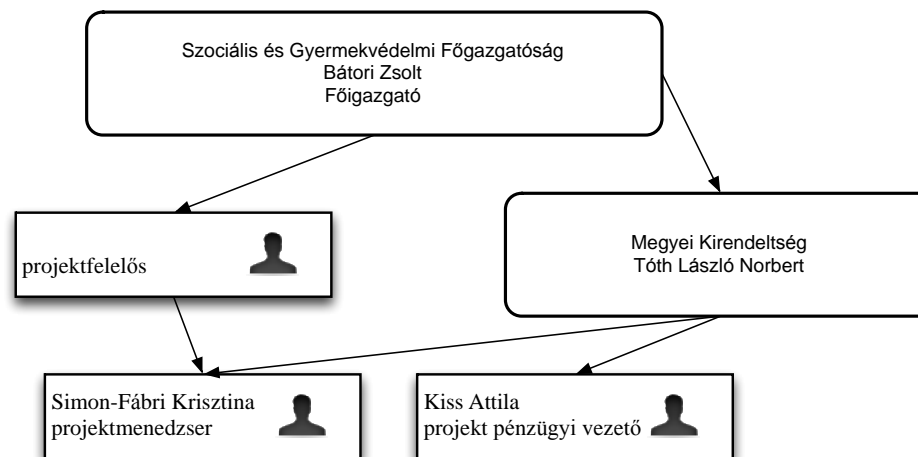 Szociális és Gyermekvédelmi Főgazgatóság
Bátori Zsolt
Főigazgató
projektfelelős
Megyei Kirendeltség
Tóth László Norbert
Simon-Fábri Krisztina
projektmenedzser
Kiss Attila
projekt pénzügyi vezető